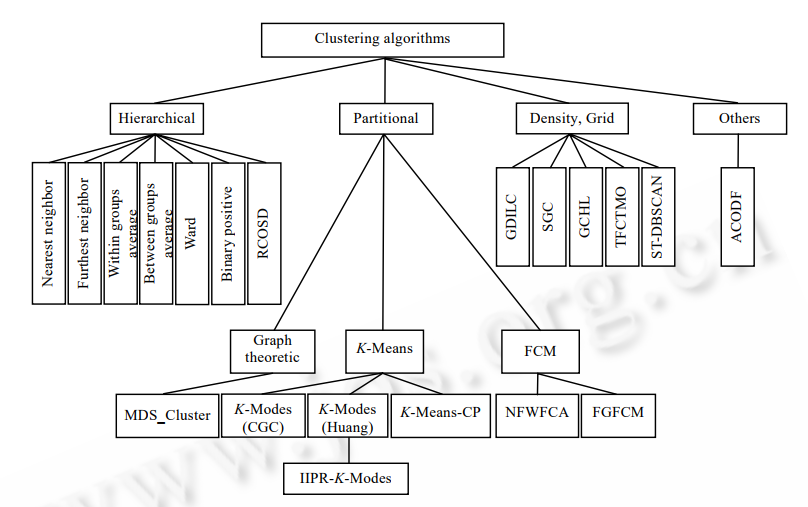 Clustering algorithms
Hierarchical
Partitional
Density, Grid
Others
Nearest neighbor
Furthest neighbor
Within groups
average
Between groups
average
Ward
Binary positive
RCOSD
GDILC
SGC
GCHL
TFCTMO
ST-DBSCAN
ACODF
Graph
theoretic
K-Means
FCM
MDS_Cluster
K-Modes
(CGC)
K-Modes
(Huang)
K-Means-CP
NFWFCA
FGFCM
IIPR-K-Modes